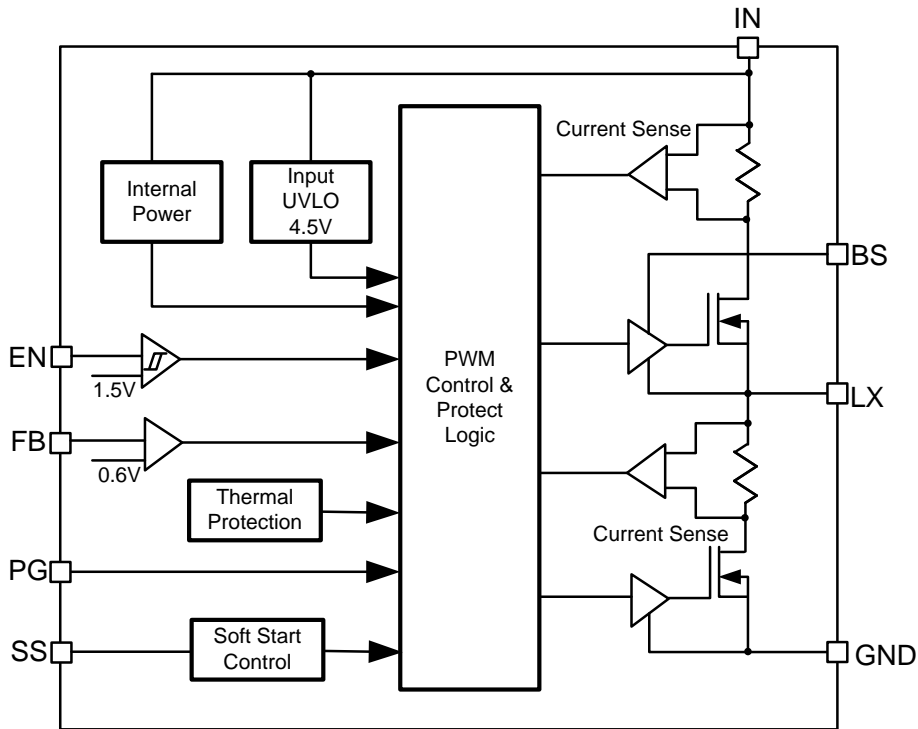 IN
Current Sense
Internal
Power
Input
UVLO
4.5V
BS
EN
1.5V
PWM
Control &
Protect
Logic
LX
FB
0.6V
Thermal
Protection
Current Sense
PG
SS
Soft Start
Control
GND